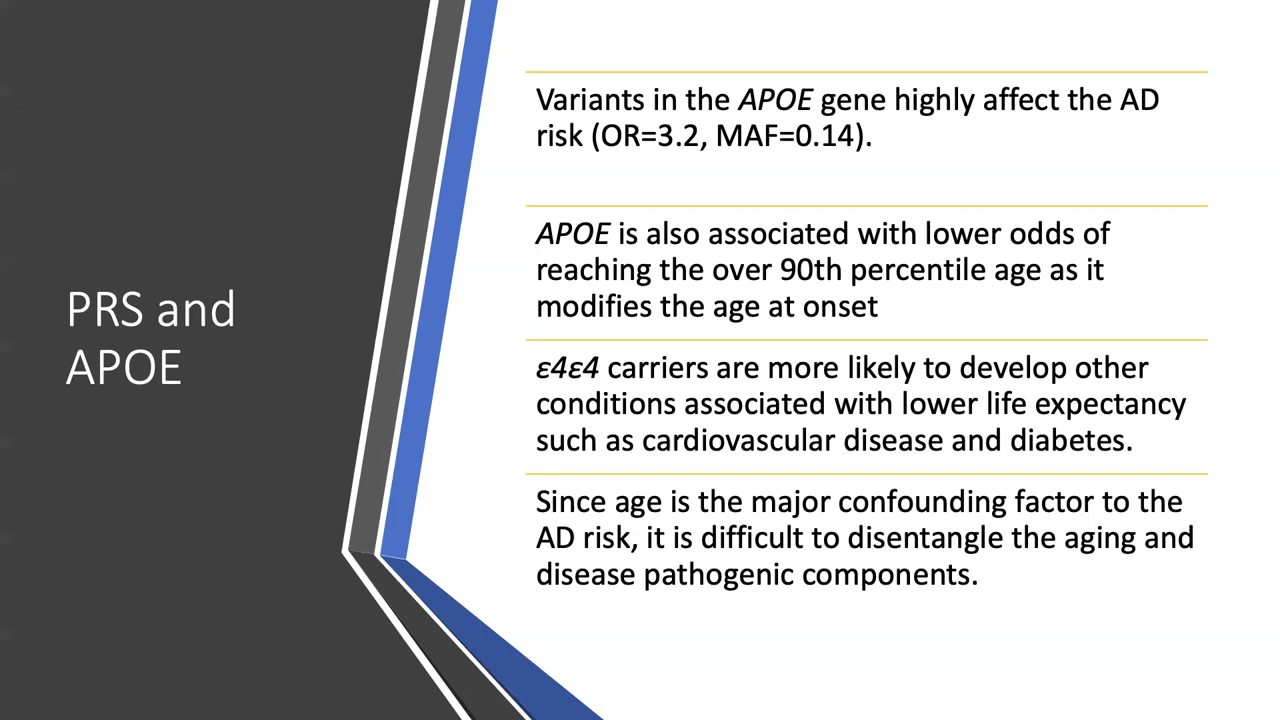 PRS and
APOE
Variants in the APOE gene highly affect the AD
risk (OR=3.2, MAF=0.14).
APOE is also associated with lower odds of
reaching the over 90th percentile age as it
modifies the age at onset
ε4ε4 carriers are more likely to develop other
conditions associated with lower life expectancy
such as cardiovascular disease and diabetes.
Since age is the major confounding factor to the
AD risk, it is difficult to disentangle the aging and
disease pathogenic components.